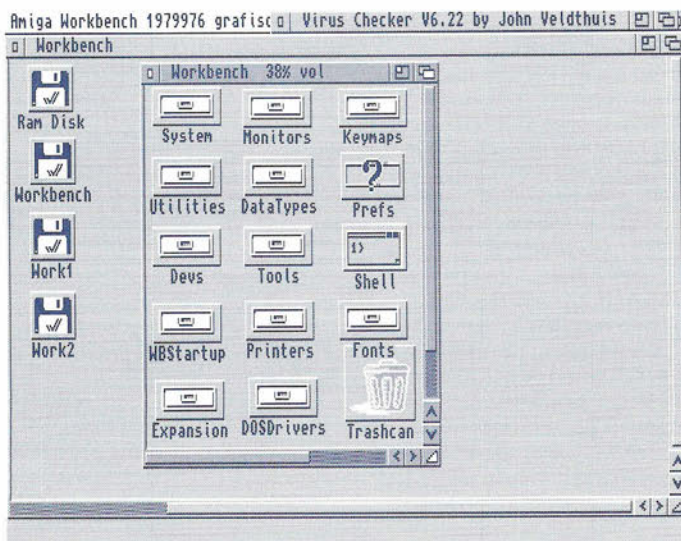 Amiga Workbench 1979976 grafisc
Virus Checker V6.22 by John Veldthuis
Workbench
Ram Disk
Workbench
Work1
Work2
Workbench 38% vol
System Monitors Keymaps
Utilities DataTypes Prefs
Devs Tools Shell
1>
WBStartup Printers Fonts
Expansion DOSDrivers Trashcan